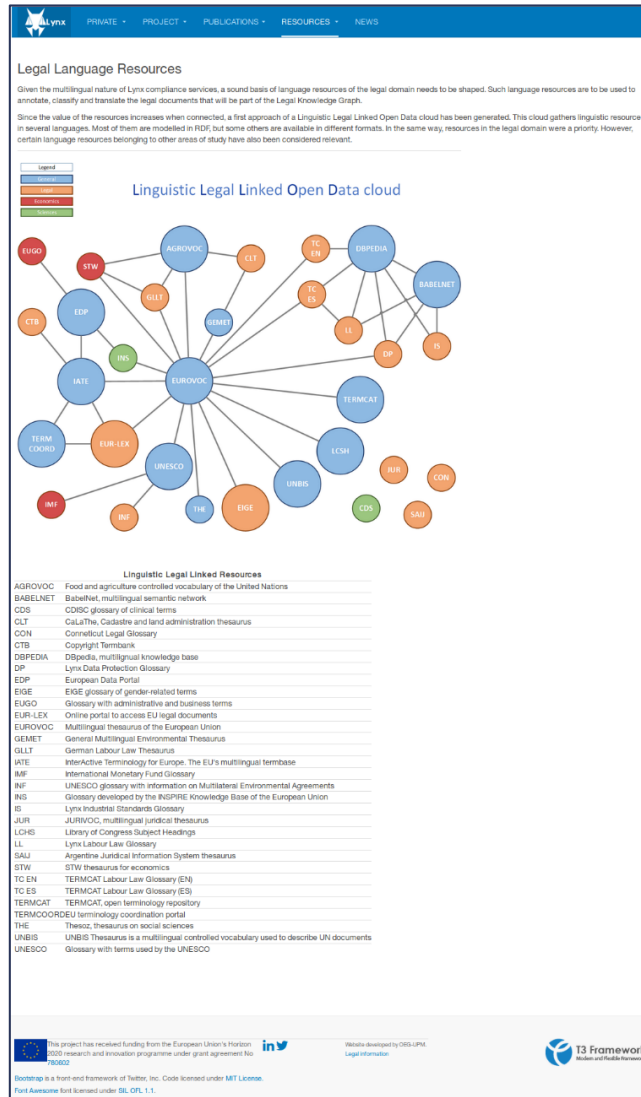 Lynx PRIVATE PROJECT PUBLICATIONS RESOURCES NEWS
Legal Language Resources
Given the multilingual nature of Lynx compliance services, a sound basis of language resources of the legal domain needs to be shaped. Such language resources are to be used to
annotate, classify and translate the legal documents that will be part of the Legal Knowledge Graph.
Since the value of the resources increases when connected, a first approach of a Linguistic Legal Linked Open Data cloud has been generated. This cloud gathers linguistic resource
in several languages. Most of them are modelled in RDF, but some others are available in different formats. In the same way, resources in the legal domain were a priority. However,
certain language resources belonging to other areas of study have also been considered relevant.
Legend
General
Legal
Economics
Sciences
Linguistic Legal Linked Open Data cloud
EUGO
STW
AGROVOC
CLT
TC EN
DBPEDIA
BABELNET
GLLT
TC ES
EDP
CTB
GEMET
LL
INS
DP
IS
IATE
EUROVOC
TERMCAT
TERM COORD
EUR-LEX
LCSH
UNESCO
UNBIS
JUR
CON
IMF
INF
THE
EIGE
CDS
SAIJ
Linguistic Legal Linked Resources
AGROVOC Food and agriculture controlled vocabulary of the United Nations
BABELNET BabelNet, multilingual semantic network
CDS CDISC glossary of clinical terms
CLT CaLaThe, Cadastre and land administration thesaurus
CON Conneticut Legal Glossary
CTB Copyright Termbank
DBPEDIA DBpedia, multilignual knowledge base
DP Lynx Data Protection Glossary
EDP European Data Portal
EIGE EIGE glossary of gender-related terms
EUGO Glossary with administrative and business terms
EUR-LEX Online portal to access EU legal documents
EUROVOC Multilingual thesaurus of the European Union
GEMET General Multilingual Environmental Thesaurus
GLLT German Labour Law Thesaurus
IATE InterActive Terminology for Europe. The EU's multilingual termbase
IMF International Monetary Fund Glossary
INF UNESCO glossary with information on Multilateral Environmental Agreements
INS Glossary developed by the INSPIRE Knowledge Base of the European Union
IS Lynx Industrial Standards Glossary
JUR JURIVOC, multilingual juridical thesaurus
LCHS Library of Congress Subject Headings
LL Lynx Labour Law Glossary
SAIJ Argentine Juridical Information System thesaurus
STW STW thesaurus for economics
TC EN TERMCAT Labour Law Glossary (EN)
TC ES TERMCAT Labour Law Glossary (ES)
TERMCAT TERMCAT, open terminology repository
TERMCOORDEU terminology coordination portal
THE Thesoz, thesaurus on social sciences
UNBIS UNBIS Thesaurus is a multilingual controlled vocabulary used to describe UN documents
UNESCO Glossary with terms used by the UNESCO
This project has received funding from the European Union's Horizon
2020 research and innovation programme under grant agreement No
780602
Website developed by OEG-UPM.
Legal information
T3 Framework
Modern and Flexible framework
Bootstrap is a front-end framework of Twitter, Inc. Code licensed under MIT License.
Font Awesome font licensed under SIL OFL 1.1.